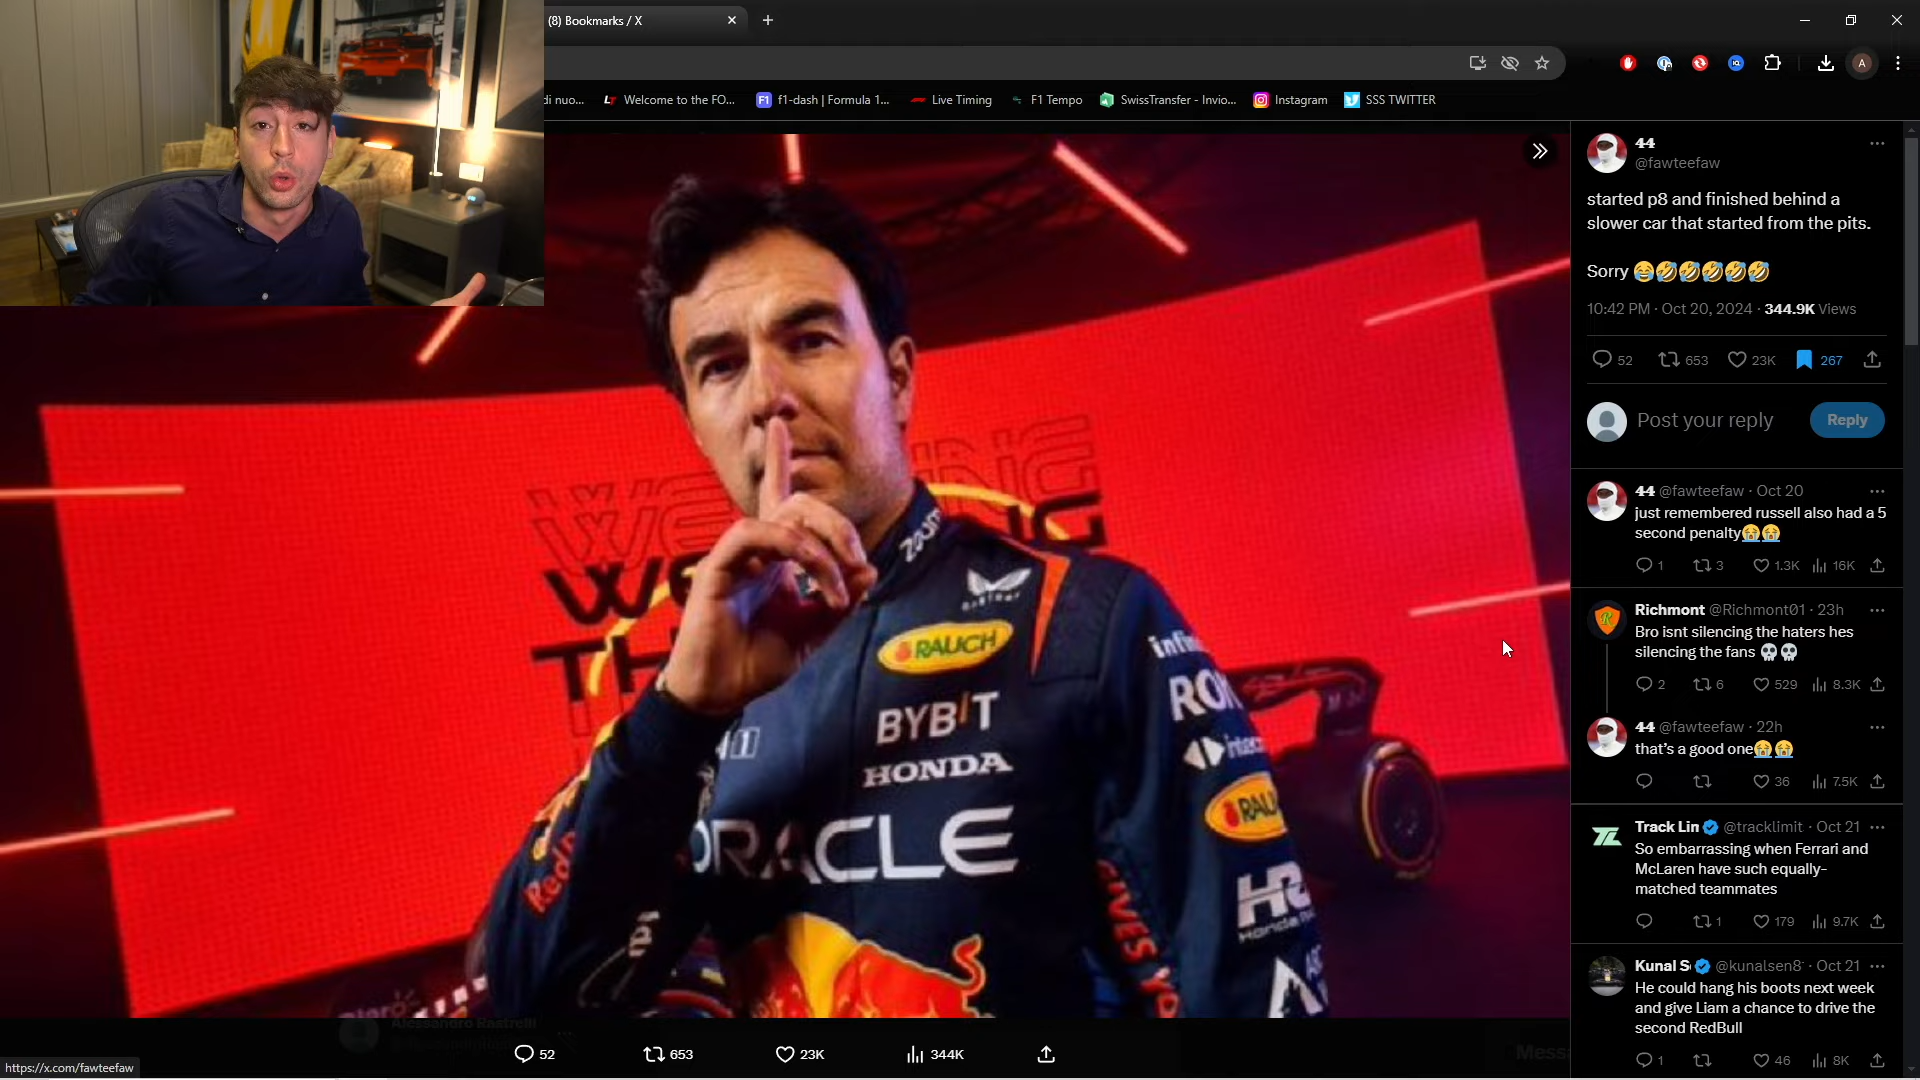 (8) Bookmarks / X
di nuo...
Welcome to the FO...
f1-dash | Formula 1...
Live Timing
F1 Tempo
SwissTransfer - Invio...
Instagram
SSS TWITTER
A
44
@fawteefaw
started p8 and finished behind a
slower car that started from the pits.
Sorry 😂🤣🤣🤣🤣🤣
10:42 PM · Oct 20, 2024 · 344.9K Views
52 653 23K 267
Post your reply
Reply
44 @fawteefaw · Oct 20
just remembered russell also had a 5
second penalty😭😭
1 3 1.3K 16K
Richmont @Richmont01 · 23h
Bro isnt silencing the haters hes
silencing the fans 💀💀
2 6 529 8.3K
44 @fawteefaw · 22h
that's a good one😭😭
36 7.5K
Track Lim @tracklimit · Oct 21
So embarrassing when Ferrari and
McLaren have such equally-
matched teammates
1 179 9.7K
Kunal S @kunalsen8 · Oct 21
He could hang his boots next week
and give Liam a chance to drive the
second RedBull
1 46 8K
zoom
RAUCH
BYBIT
HONDA
ORACLE
Alessandro Rastrelli
52 653 23K 344K
https://x.com/fawteefaw